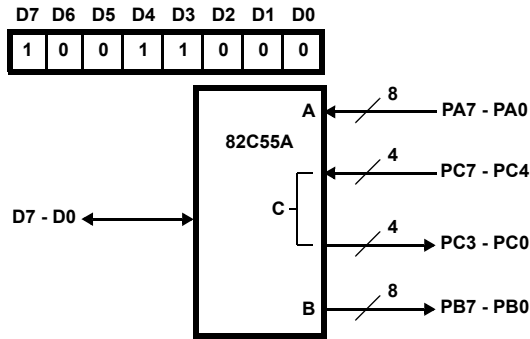 D7 D6 D5 D4 D3 D2 D1 D0
1 0 0 1 1 0 0 0
8
A
PA7 - PA0
82C55A
4
PC7 - PC4
C
D7 - D0
4
PC3 - PC0
8
B
PB7 - PB0